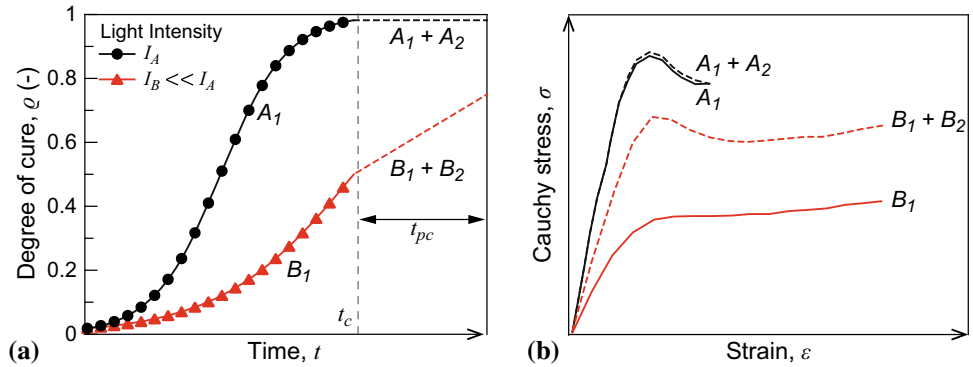 Light Intensity
I_A
I_B << I_A
A_1
A_1 + A_2
B_1
B_1 + B_2
t_pc
t_c
1
0.8
0.6
0.4
0.2
0
Degree of cure, ϱ (-)
Time, t
(a)
A_1 + A_2
A_1
B_1 + B_2
B_1
Cauchy stress, σ
Strain, ε
(b)